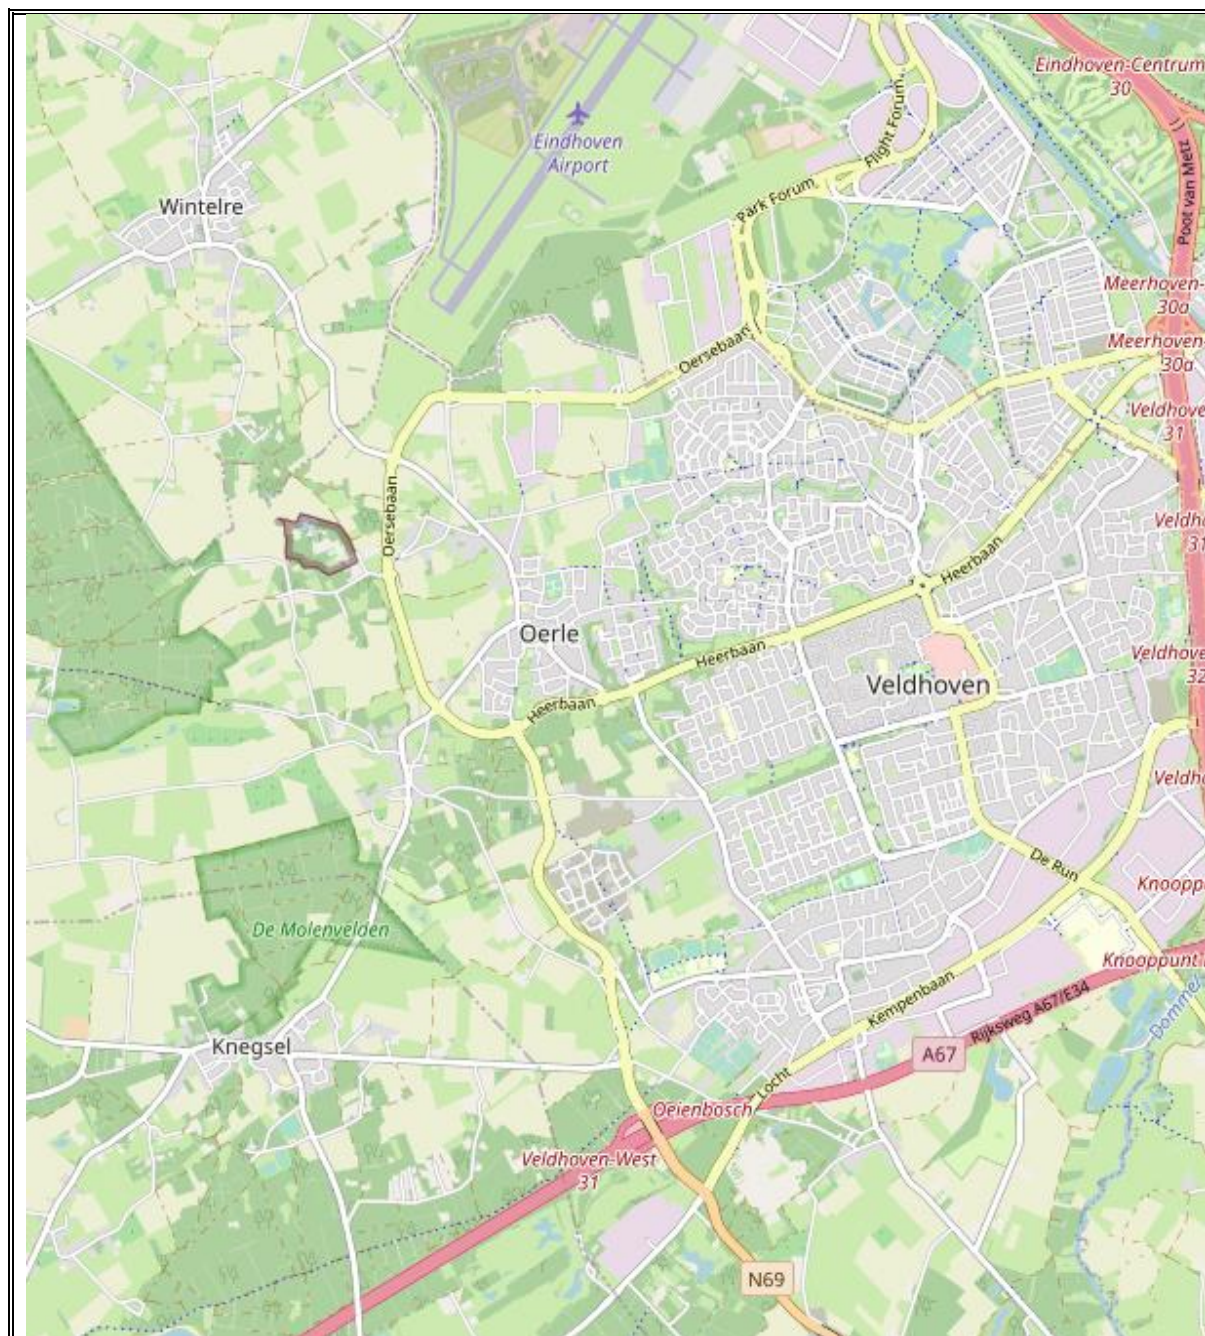 Eindhoven-Centrum
30
Flight Forum
Eindhoven
Airport
Poot van Metz
Wintelre
Park Forum
Meerhoven-
30a
Oersebaan
Meerhoven-
30a
Veldhove
31
Oersebaan
Veldh
31
Heerbaan
Oerle
Heerbaan
Veldhove
32
Veldhoven
Heerbaan
Veldho
De Run
Knoopp
De Molenvelden
Knooppunt
Kempenbaan
Rijksweg A67/E34
Dommel
Knegsel
A67
Locht
Oeienbosch
Veldhoven-West
31
N69